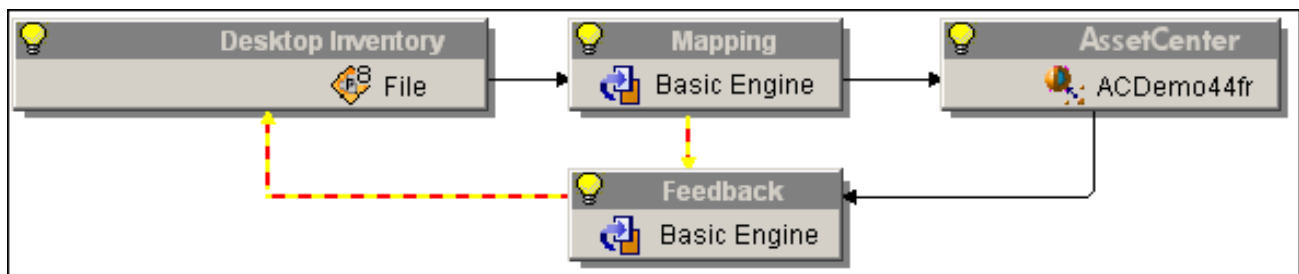 Desktop Inventory
File
Mapping
Basic Engine
AssetCenter
ACDemo44fr
Feedback
Basic Engine